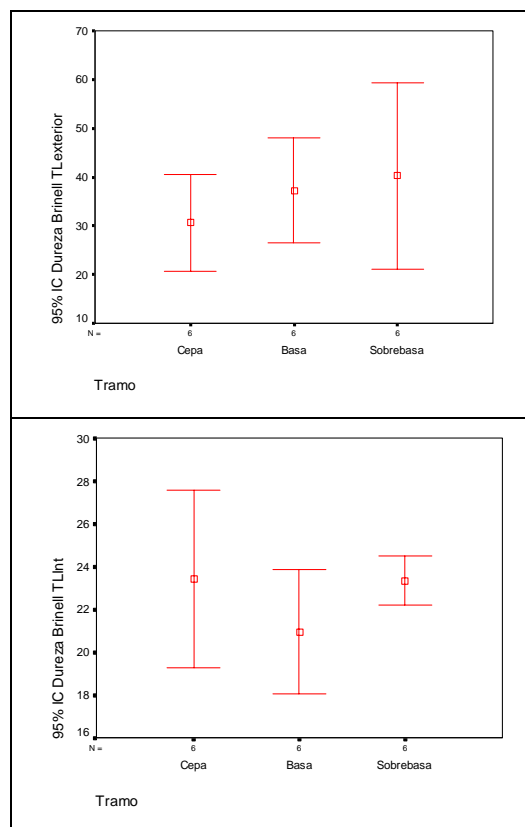 95% IC Dureza Brinell TLexterior
70
60
50
40
30
20
10
N = 6 6 6
Cepa Basa Sobrebasa
Tramo
95% IC Dureza Brinell TLInt
30
28
26
24
22
20
18
16
N = 6 6 6
Cepa Basa Sobrebasa
Tramo